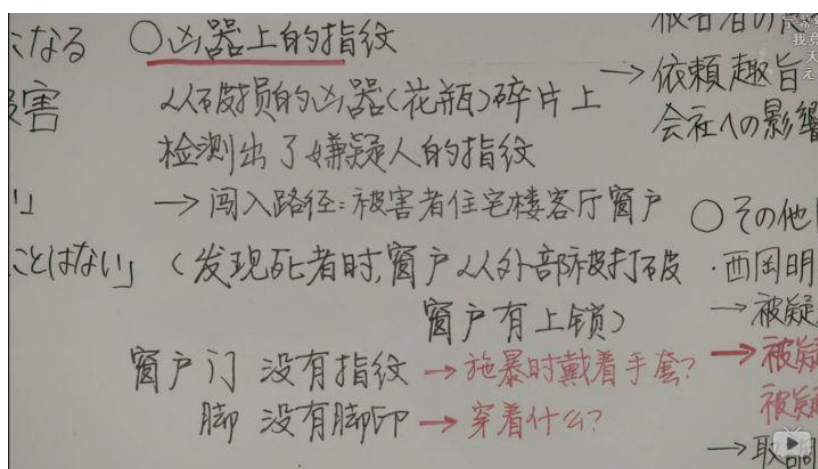 になる
害
ことはない」
○凶器上的指纹
从破损的凶器(花瓶)碎片上
检测出了嫌疑人的指纹
→闯入路径:被害者住宅楼客厅窗户
(发现死者时,窗户从外部被打破
窗户有上锁)
窗户门 没有指纹→施暴时戴着手套?
脚 没有脚印→穿着什么?
→依頼趣旨
会社への影響
○その他
・西岡明
→被疑
→被疑
被疑
→取調